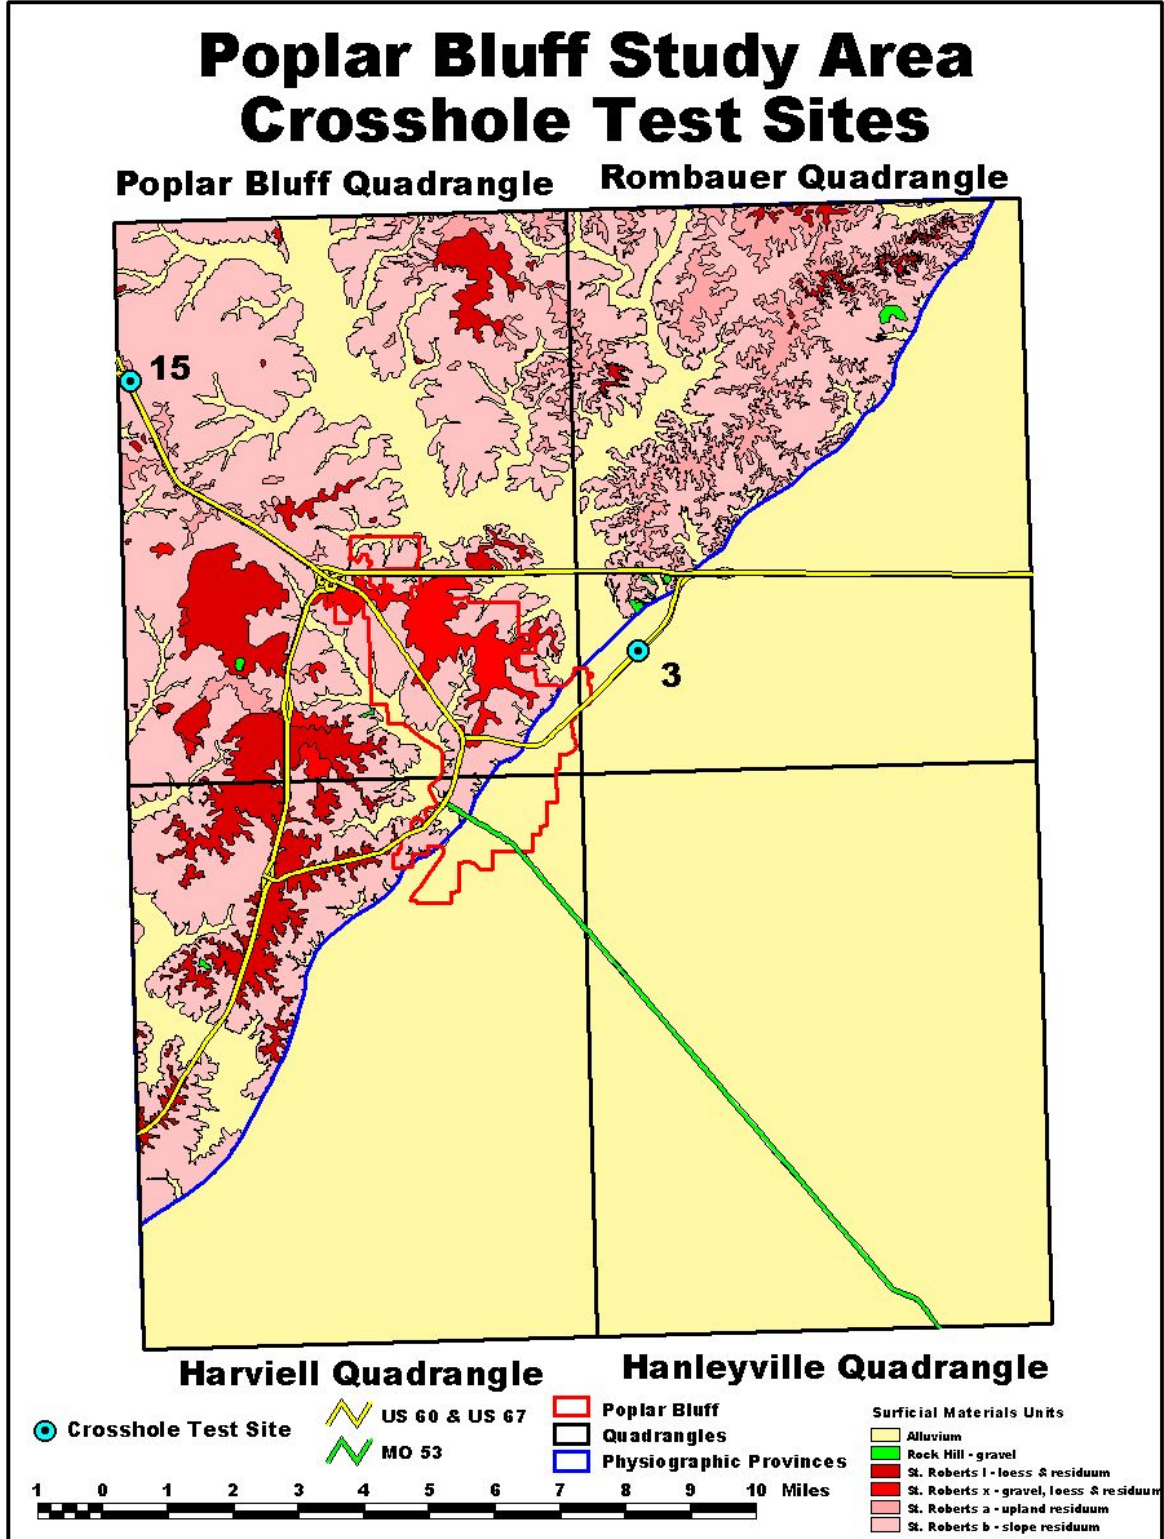 Poplar Bluff Study Area
Crosshole Test Sites
Poplar Bluff Quadrangle
Rombauer Quadrangle
15
3
Harviell Quadrangle
Hanleyville Quadrangle
Crosshole Test Site
US 60 & US 67
MO 53
Poplar Bluff
Quadrangles
Physiographic Provinces
Surficial Materials Units
Alluvium
Rock Hill - gravel
St. Roberts l - loess & residuum
St. Roberts x - gravel, loess & residuum
St. Roberts a - upland residuum
St. Roberts b - slope residuum
1 0 1 2 3 4 5 6 7 8 9 10 Miles